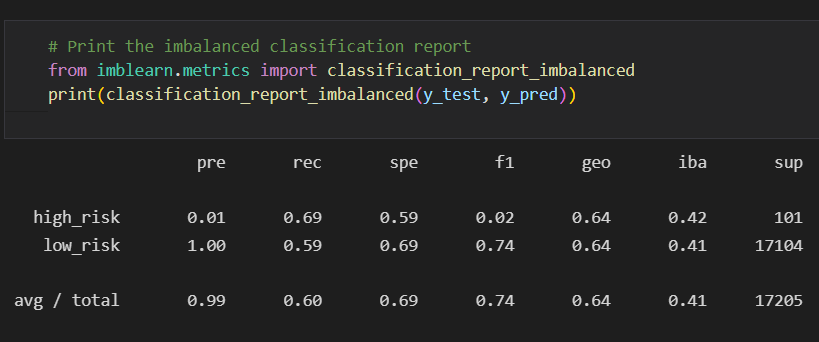 # Print the imbalanced classification report
from imblearn.metrics import classification_report_imbalanced
print(classification_report_imbalanced(y_test, y_pred))
pre rec spe f1 geo iba sup
high_risk 0.01 0.69 0.59 0.02 0.64 0.42 101
low_risk 1.00 0.59 0.69 0.74 0.64 0.41 17104
avg / total 0.99 0.60 0.69 0.74 0.64 0.41 17205